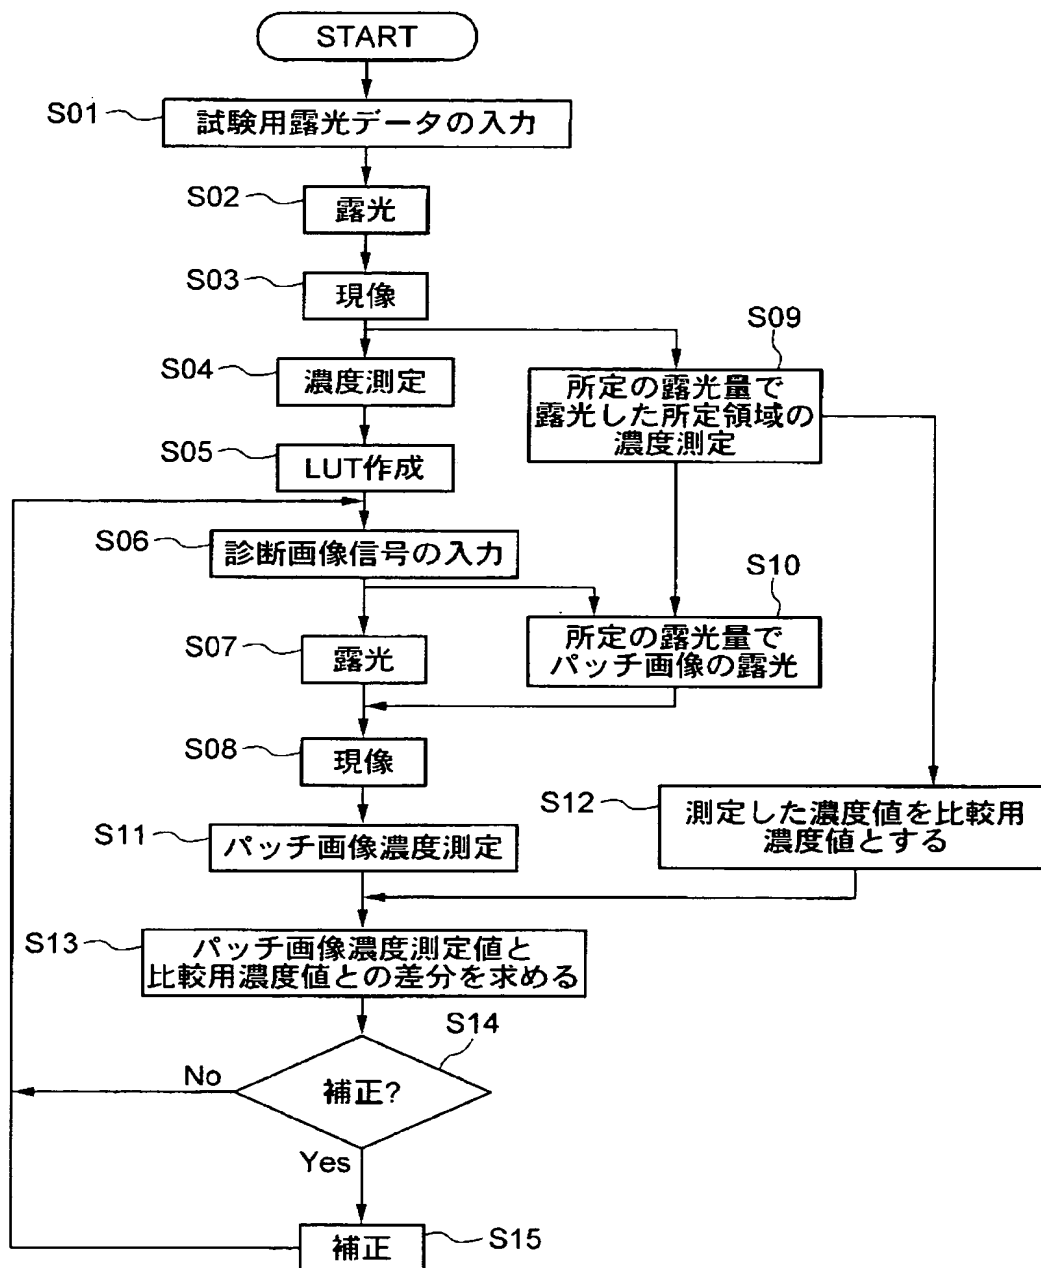 START
S01
試験用露光データの入力
S02
露光
S03
現像
S09
S04
濃度測定
所定の露光量で
露光した所定領域の
濃度測定
S05
LUT作成
S06
診断画像信号の入力
S10
S07
露光
所定の露光量で
パッチ画像の露光
S08
現像
S12
測定した濃度値を比較用
濃度値とする
S11
パッチ画像濃度測定
S13
パッチ画像濃度測定値と
比較用濃度値との差分を求める
S14
No
補正?
Yes
補正
S15